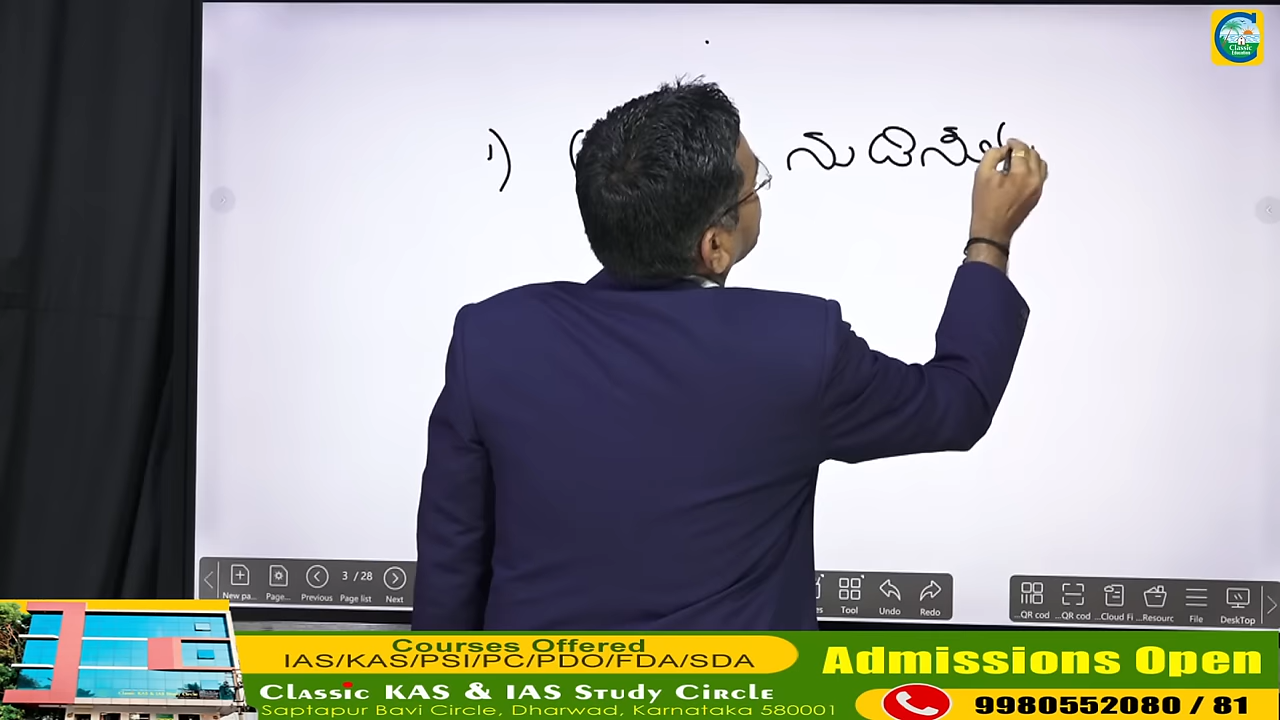 Classic
Education
1) (
New pa...
Page...
Previous
3 / 28
Page list
Next
Tool
Undo
Redo
...QR cod
...QR cod
...Cloud Fi
...Resourc
File
DeskTop
Courses Offered
IAS/KAS/PSI/PC/PDO/FDA/SDA
Classic KAS & IAS Study Circle
Saptapur Bavi Circle, Dharwad, Karnataka 580001
Admissions Open
9980552080 / 81